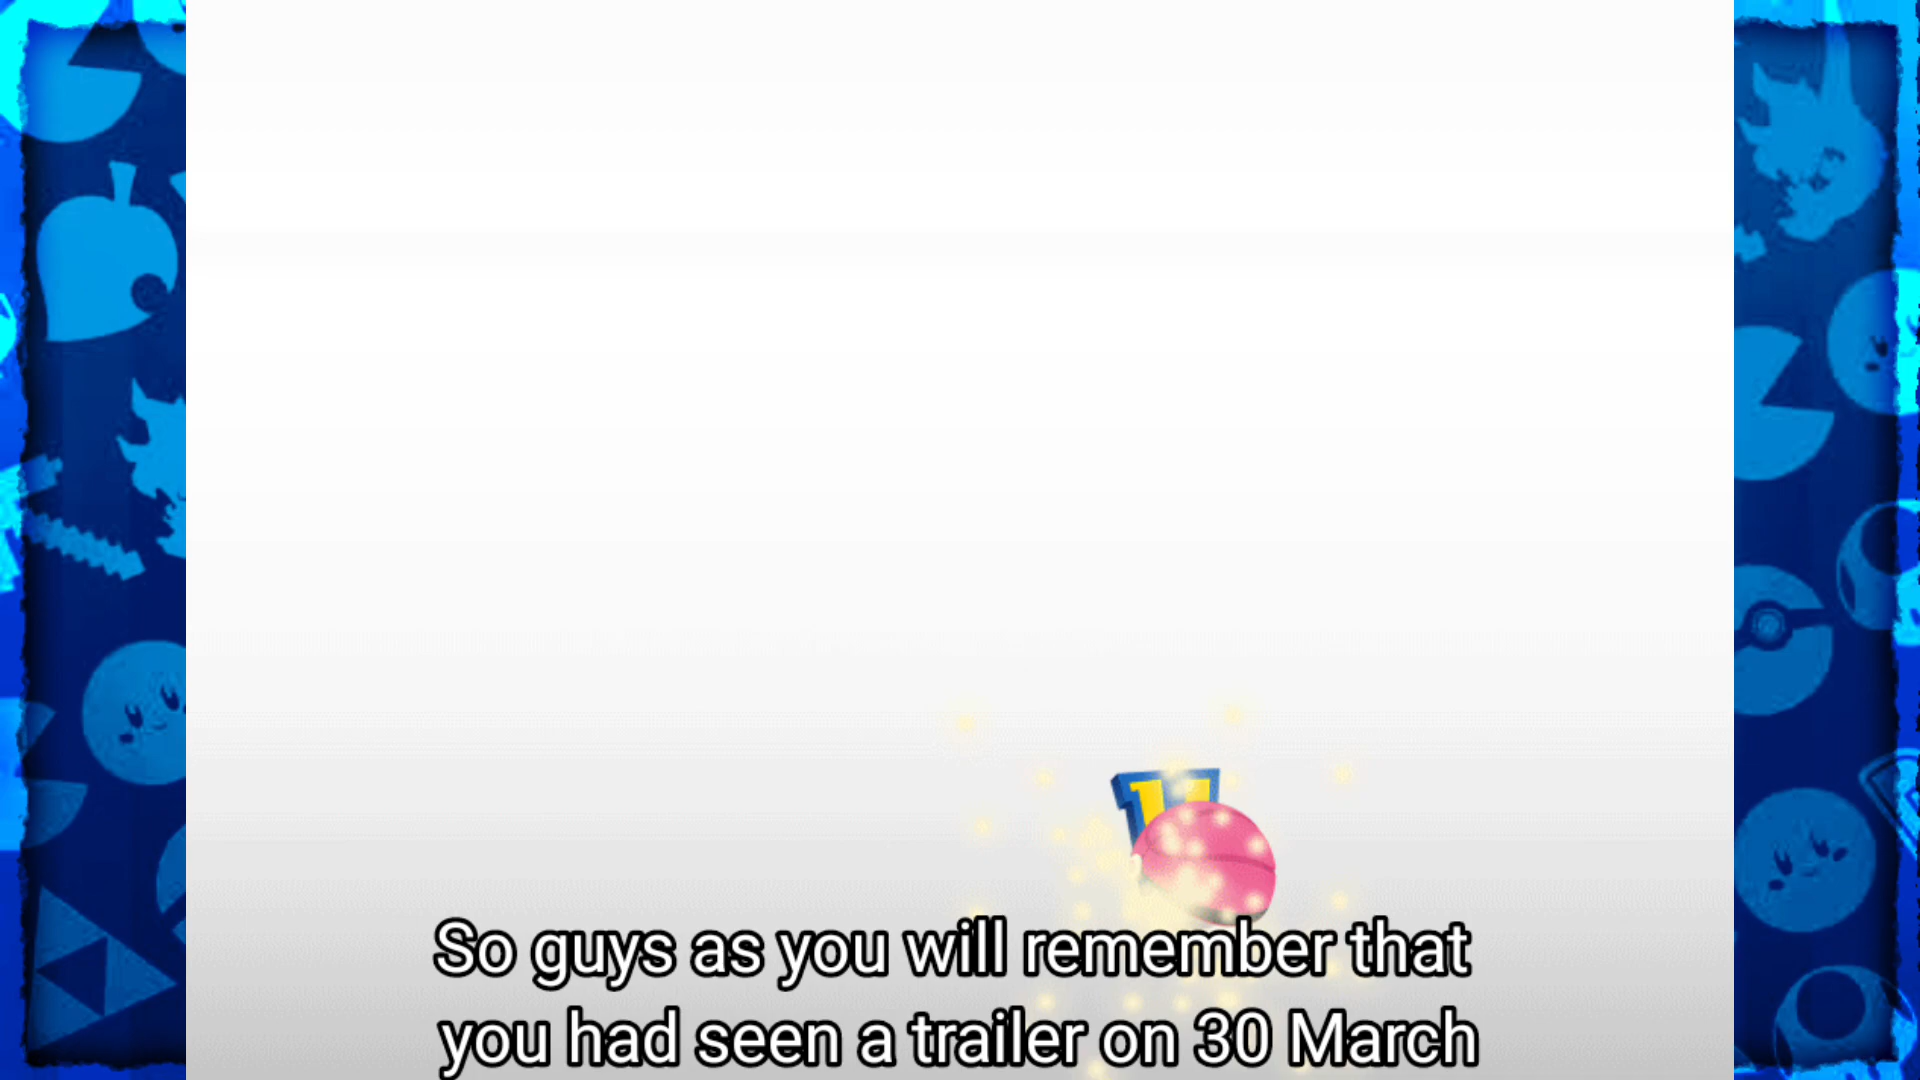 So guys as you will remember that
you had seen a trailer on 30 March